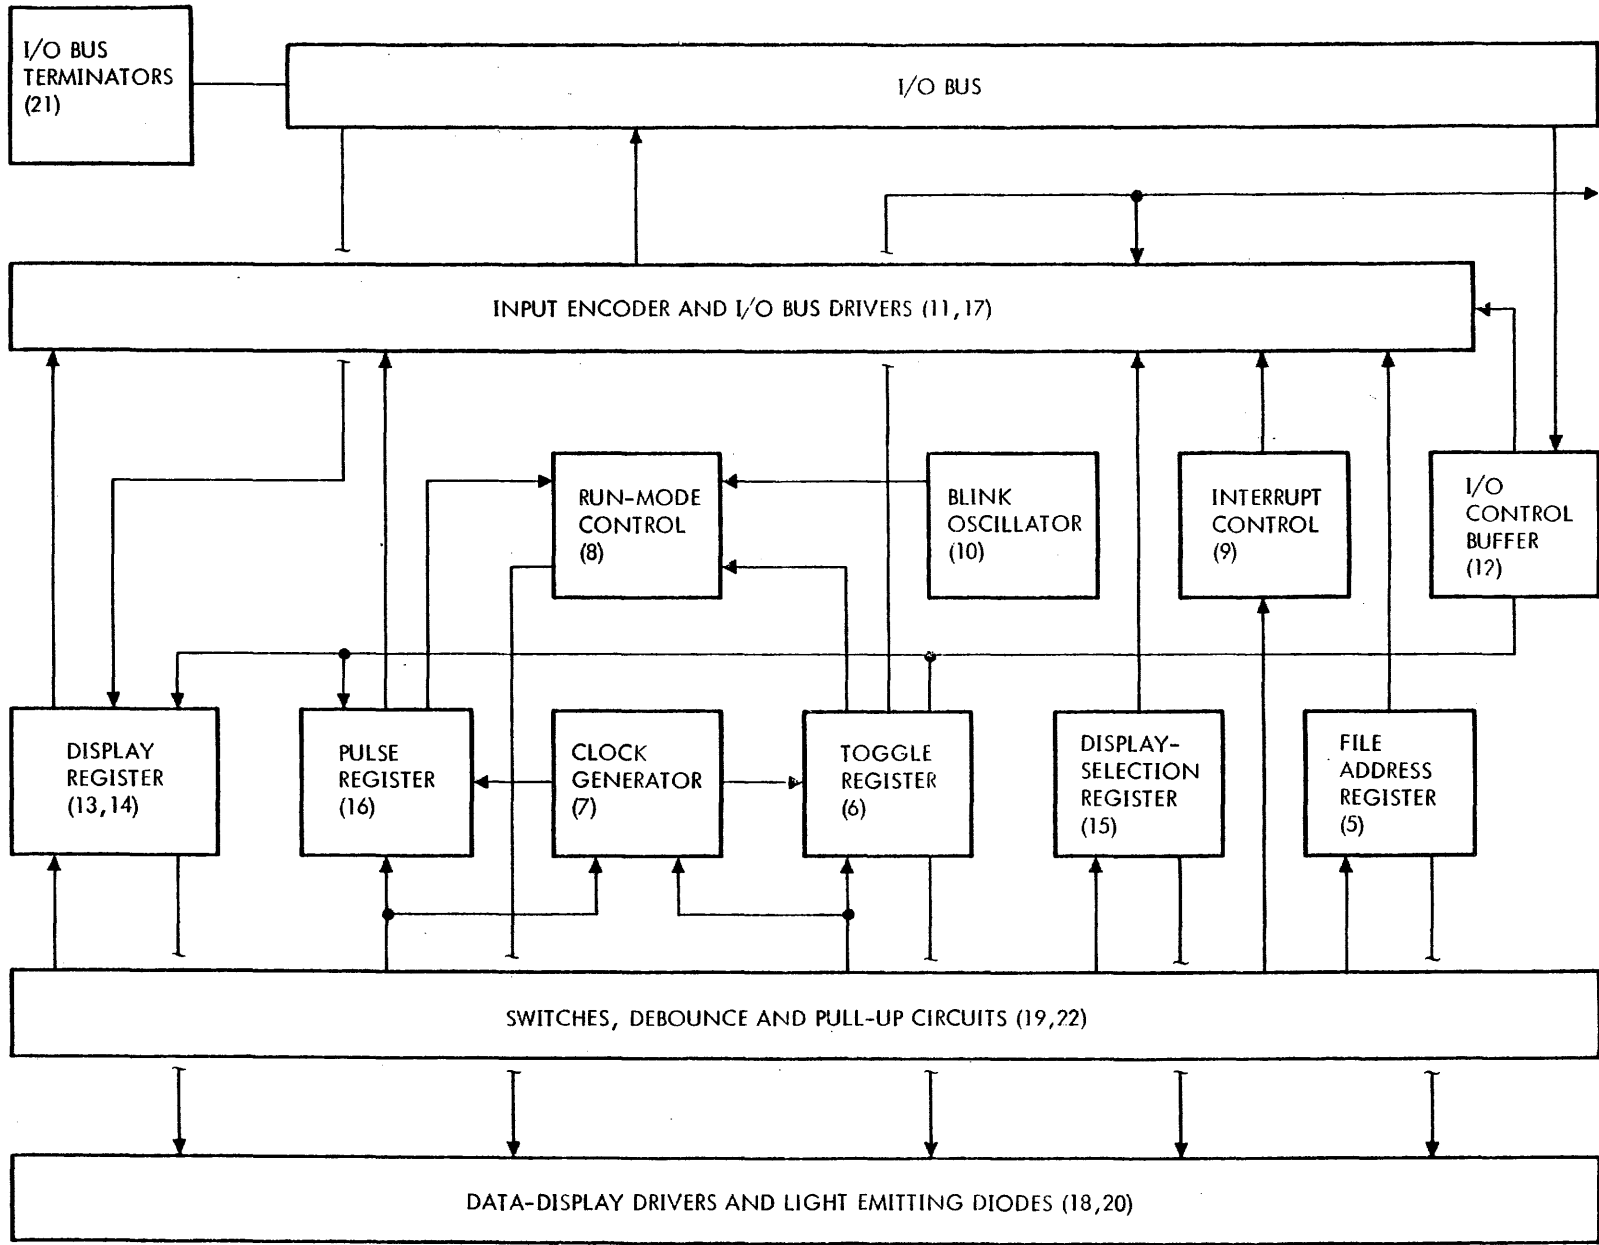 I/O BUS
TERMINATORS
(21)
I/O BUS
INPUT ENCODER AND I/O BUS DRIVERS (11,17)
RUN-MODE
CONTROL
(8)
BLINK
OSCILLATOR
(10)
INTERRUPT
CONTROL
(9)
I/O
CONTROL
BUFFER
(12)
DISPLAY
REGISTER
(13,14)
PULSE
REGISTER
(16)
CLOCK
GENERATOR
(7)
TOGGLE
REGISTER
(6)
DISPLAY-
SELECTION
REGISTER
(15)
FILE
ADDRESS
REGISTER
(5)
SWITCHES, DEBOUNCE AND PULL-UP CIRCUITS (19,22)
DATA-DISPLAY DRIVERS AND LIGHT EMITTING DIODES (18,20)